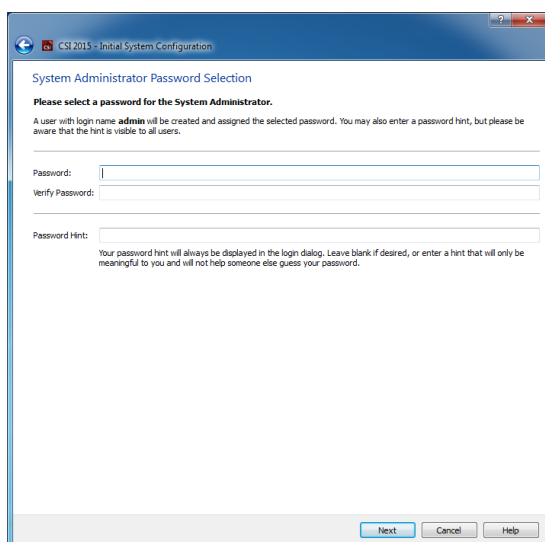 ?
CSI CSI 2015 - Initial System Configuration
System Administrator Password Selection
Please select a password for the System Administrator.
A user with login name admin will be created and assigned the selected password. You may also enter a password hint, but please be
aware that the hint is visible to all users.
Password:
Verify Password:
Password Hint:
Your password hint will always be displayed in the login dialog. Leave blank if desired, or enter a hint that will only be
meaningful to you and will not help someone else guess your password.
Next Cancel Help